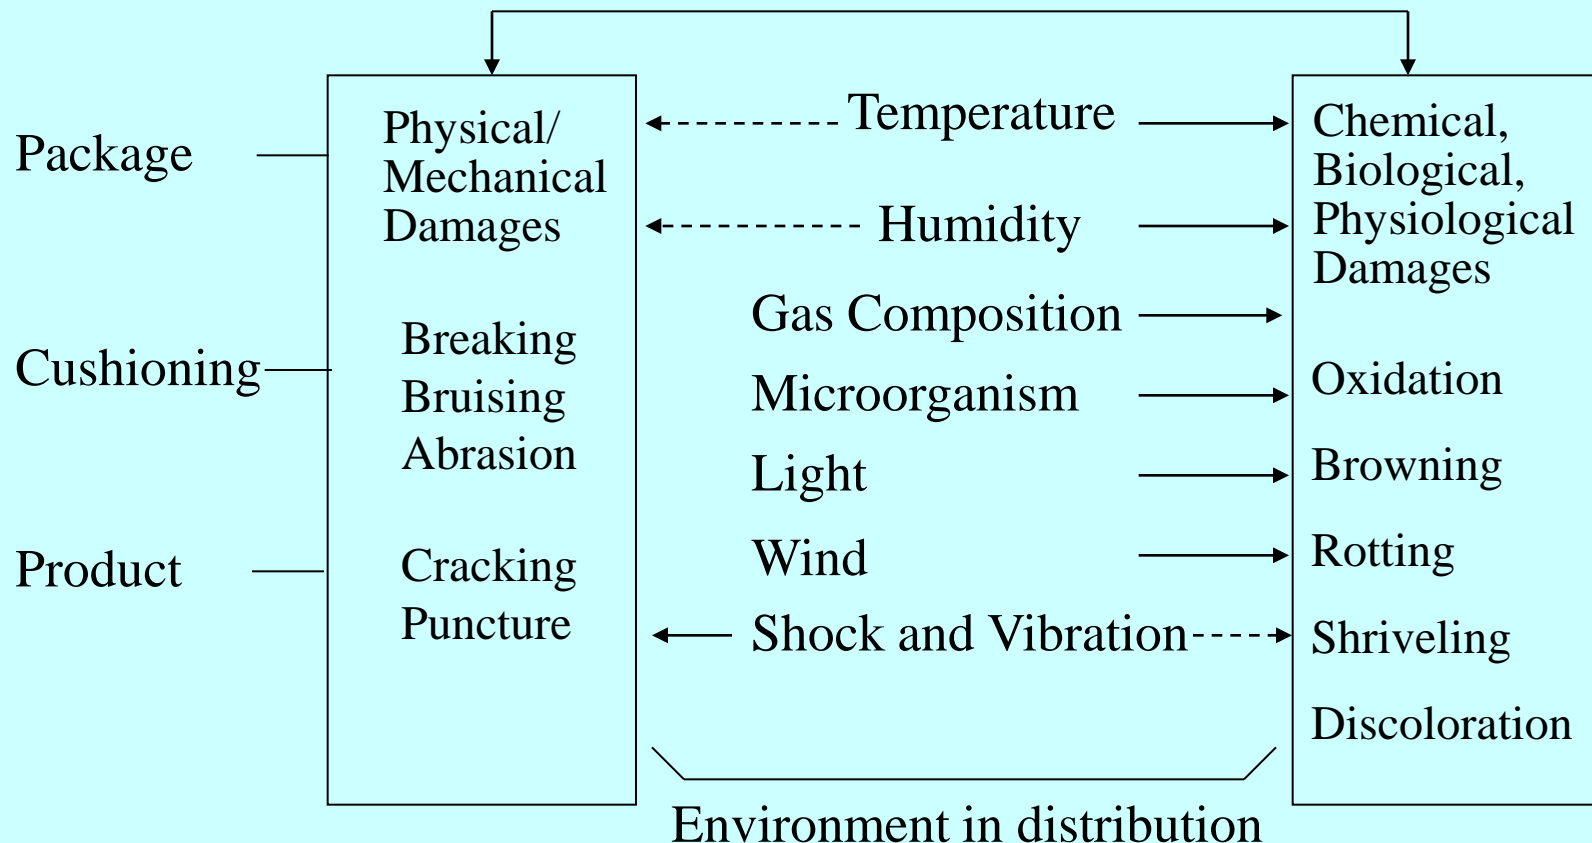 Package
Cushioning
Product
Physical/
Mechanical
Damages
Breaking
Bruising
Abrasion
Cracking
Puncture
Temperature
Humidity
Gas Composition
Microorganism
Light
Wind
Shock and Vibration
Environment in distribution
Chemical,
Biological,
Physiological
Damages
Oxidation
Browning
Rotting
Shriveling
Discoloration